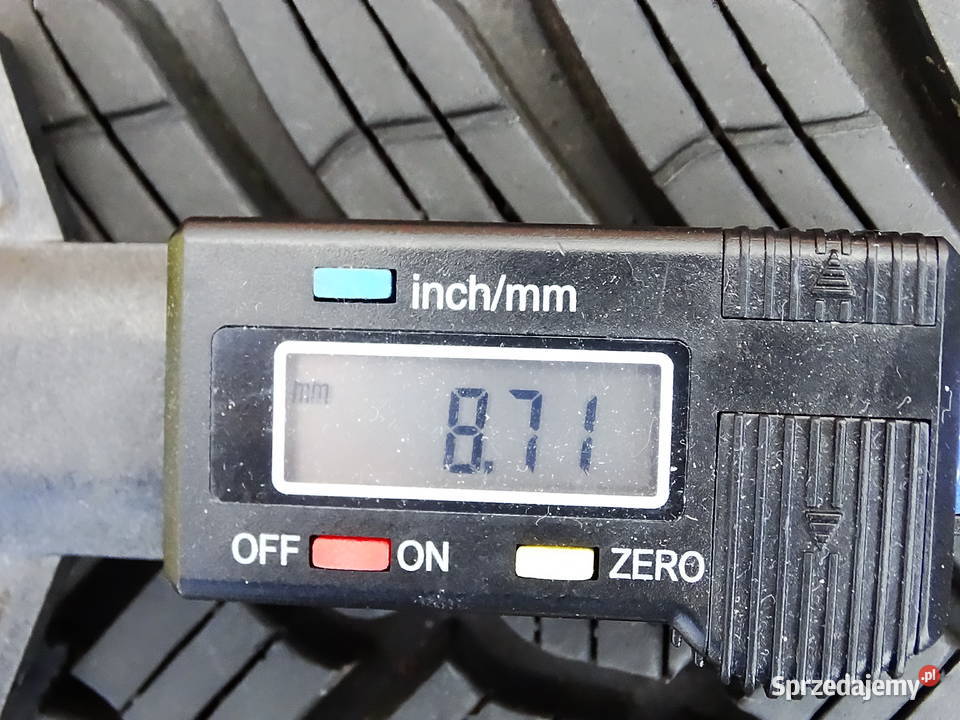 inch/mm
mm
8.71
OFF ON ZERO
Sprzedajemy.pl